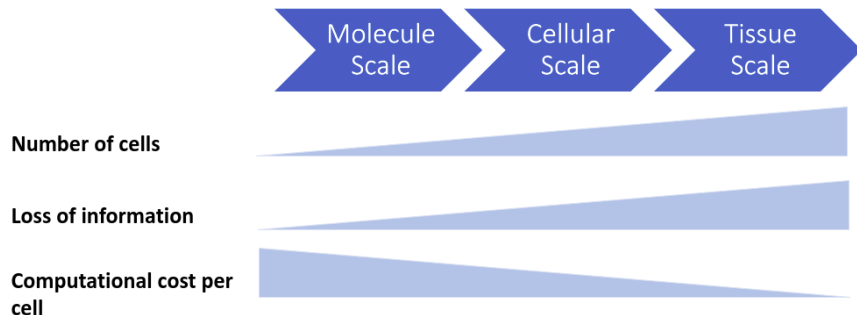 Molecule
Scale
Cellular
Scale
Tissue
Scale
Number of cells
Loss of information
Computational cost per
cell